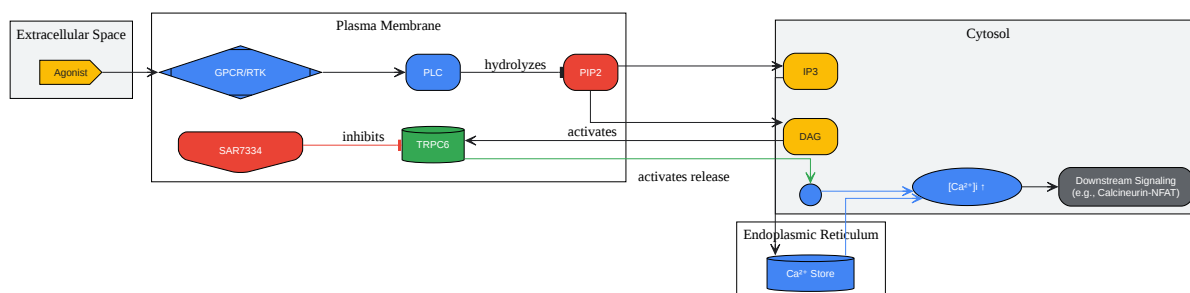 Extracellular Space
Agonist
Plasma Membrane
GPCR/RTK
PLC
hydrolyzes
PIP2
SAR7334
inhibits
TRPC6
activates
activates release
Cytosol
IP3
DAG
[Ca²⁺]i ↑
Downstream Signaling
(e.g., Calcineurin-NFAT)
Endoplasmic Reticulum
Ca²⁺ Store